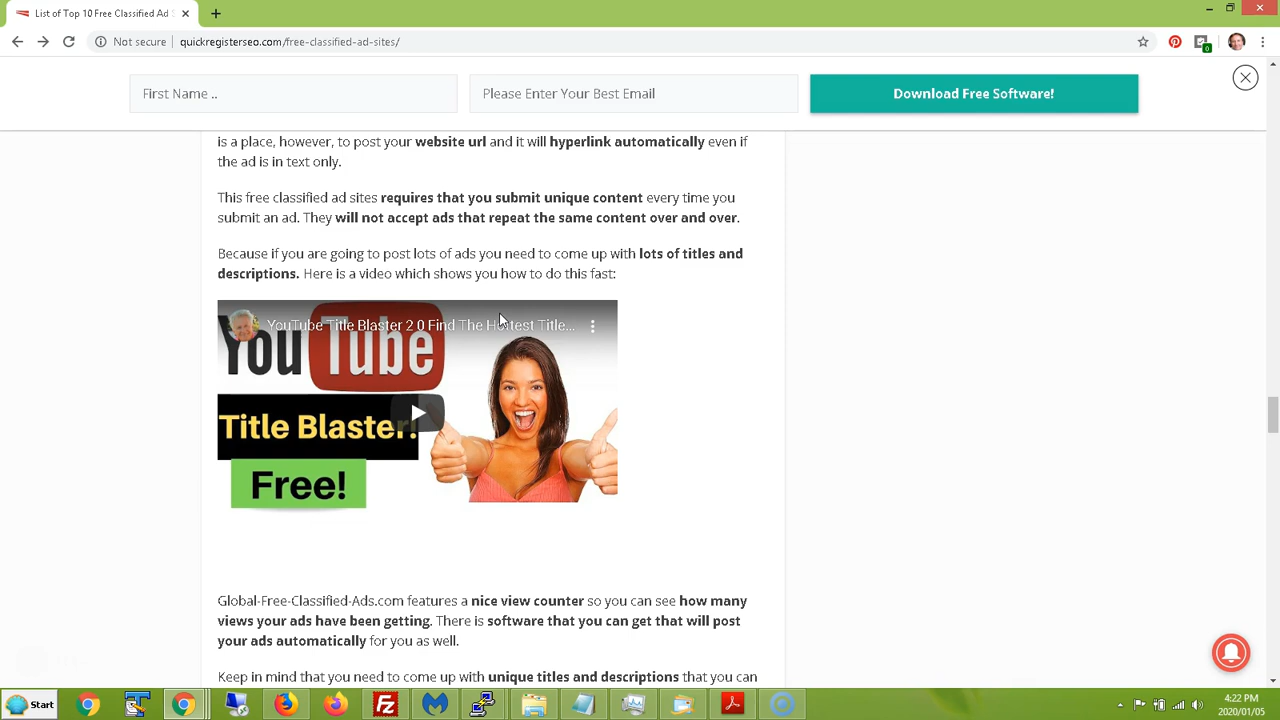 List of Top 10 Free Classified Ad S
Not secure
quickregisterseo.com/free-classified-ad-sites/
0
First Name ..
Please Enter Your Best Email
Download Free Software!
is a place, however, to post your website url and it will hyperlink automatically even if
the ad is in text only.
This free classified ad sites requires that you submit unique content every time you
submit an ad. They will not accept ads that repeat the same content over and over.
Because if you are going to post lots of ads you need to come up with lots of titles and
descriptions. Here is a video which shows you how to do this fast:
YouTube Title Blaster 2 0 Find The Hottest Title...
YouTube
Title Blaster!
Free!
Global-Free-Classified-Ads.com features a nice view counter so you can see how many
views your ads have been getting. There is software that you can get that will post
your ads automatically for you as well.
Keep in mind that you need to come up with unique titles and descriptions that you can
Start
4:22 PM
2020/01/05